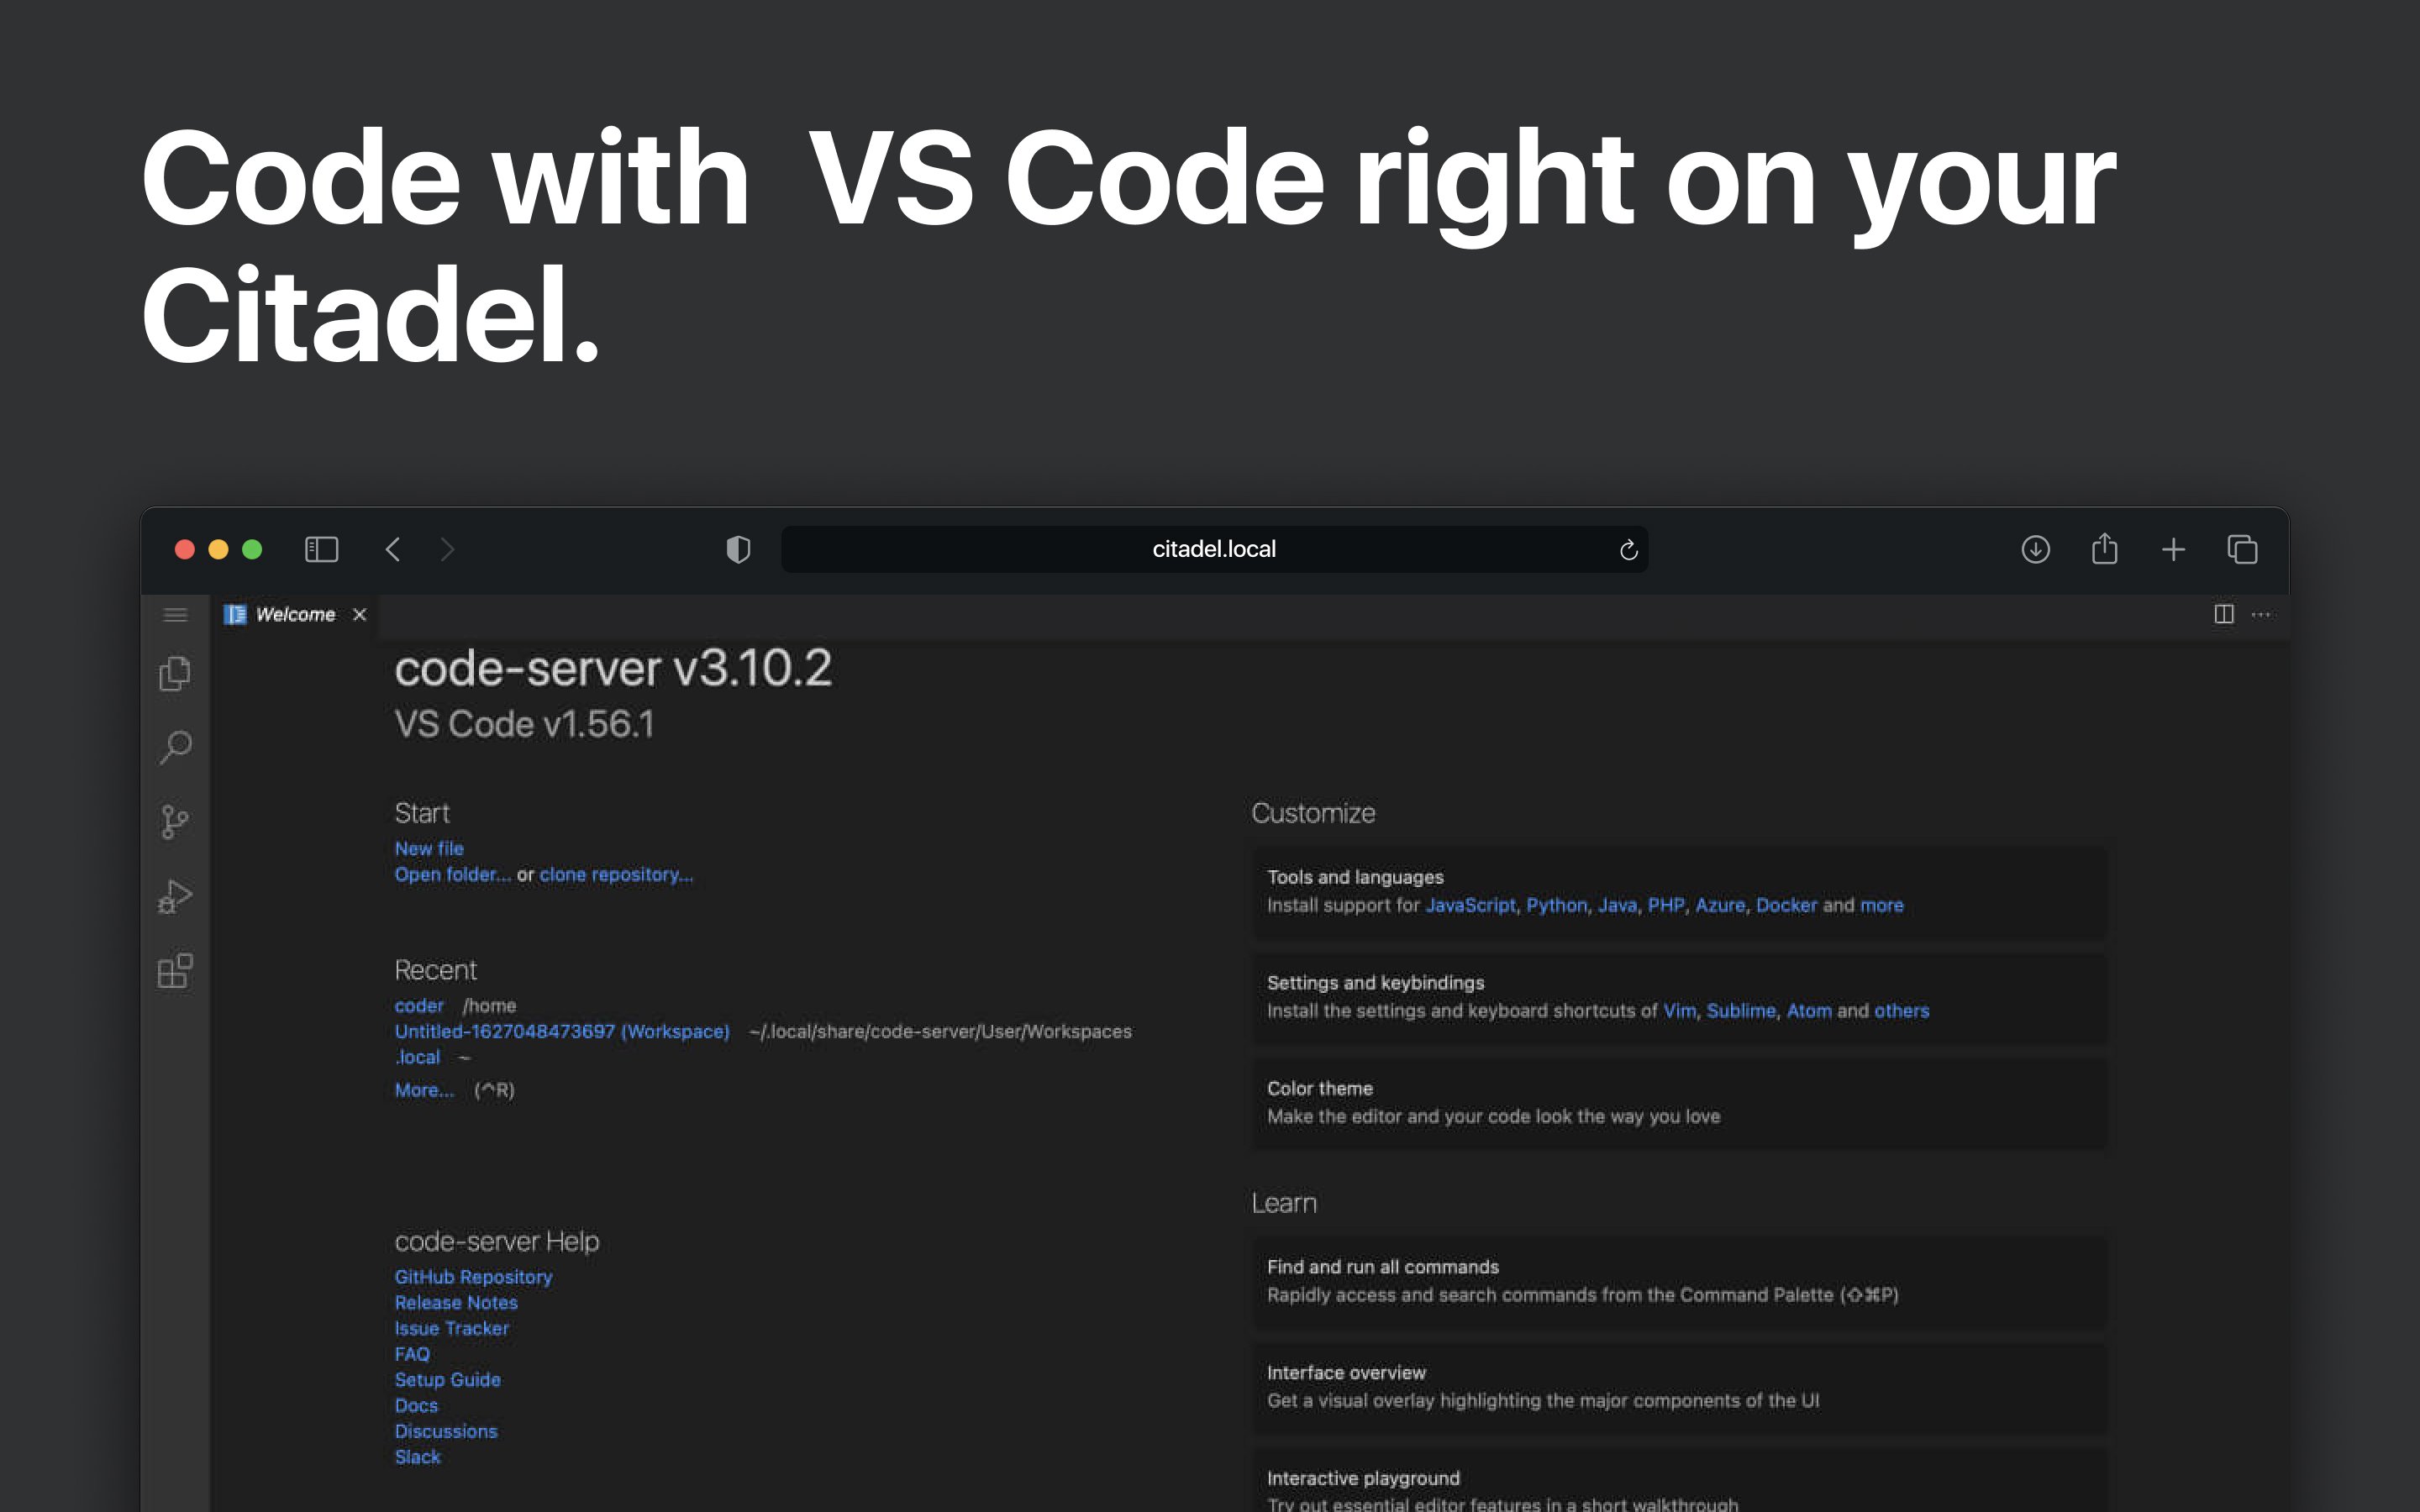 Code with  VS Code right on your
Citadel.
citadel.local
Welcome
code-server v3.10.2
VS Code v1.56.1
Start
New file
Open folder... or clone repository...
Recent
coder /home
Untitled-1627048473697 (Workspace) ~/.local/share/code-server/User/Workspaces
.local ~
More... (^R)
code-server Help
GitHub Repository
Release Notes
Issue Tracker
FAQ
Setup Guide
Docs
Discussions
Slack
Customize
Tools and languages
Install support for JavaScript, Python, Java, PHP, Azure, Docker and more
Settings and keybindings
Install the settings and keyboard shortcuts of Vim, Sublime, Atom and others
Color theme
Make the editor and your code look the way you love
Learn
Find and run all commands
Rapidly access and search commands from the Command Palette (⇧⌘P)
Interface overview
Get a visual overlay highlighting the major components of the UI
Interactive playground
Try out essential editor features in a short walkthrough